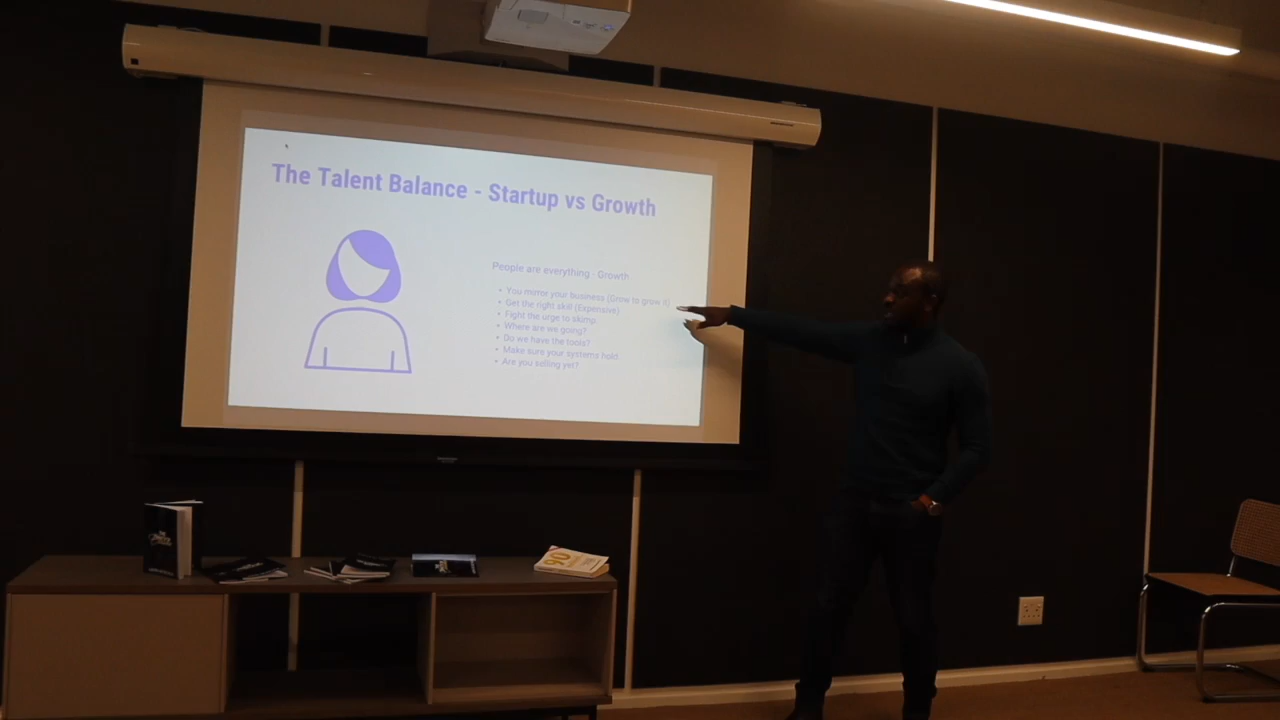 The Talent Balance - Startup vs Growth
People are everything - Growth
• You mirror your business (Grow to grow it)
• Get the right skill (Expensive)
• Fight the urge to skimp.
• Where are we going?
• Do we have the tools?
• Make sure your systems hold
• Are you selling yet?
90